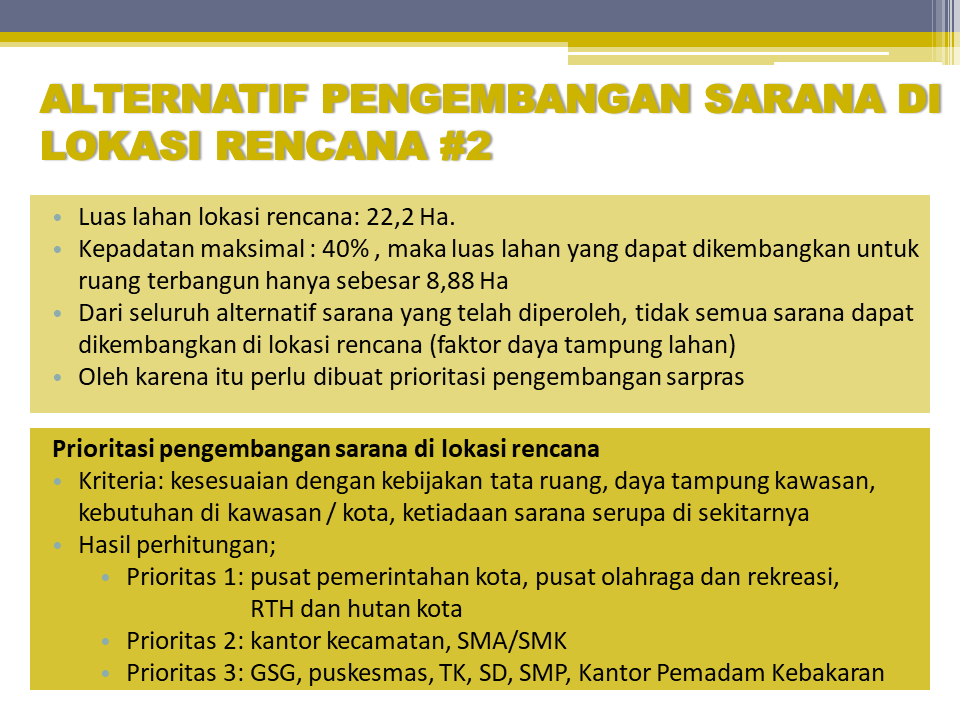 ALTERNATIF PENGEMBANGAN SARANA DI
LOKASI RENCANA #2
• Luas lahan lokasi rencana: 22,2 Ha.
• Kepadatan maksimal : 40% , maka luas lahan yang dapat dikembangkan untuk
ruang terbangun hanya sebesar 8,88 Ha
• Dari seluruh alternatif sarana yang telah diperoleh, tidak semua sarana dapat
dikembangkan di lokasi rencana (faktor daya tampung lahan)
• Oleh karena itu perlu dibuat prioritasi pengembangan sarpras
Prioritasi pengembangan sarana di lokasi rencana
• Kriteria: kesesuaian dengan kebijakan tata ruang, daya tampung kawasan,
kebutuhan di kawasan / kota, ketiadaan sarana serupa di sekitarnya
• Hasil perhitungan;
• Prioritas 1: pusat pemerintahan kota, pusat olahraga dan rekreasi,
RTH dan hutan kota
• Prioritas 2: kantor kecamatan, SMA/SMK
• Prioritas 3: GSG, puskesmas, TK, SD, SMP, Kantor Pemadam Kebakaran